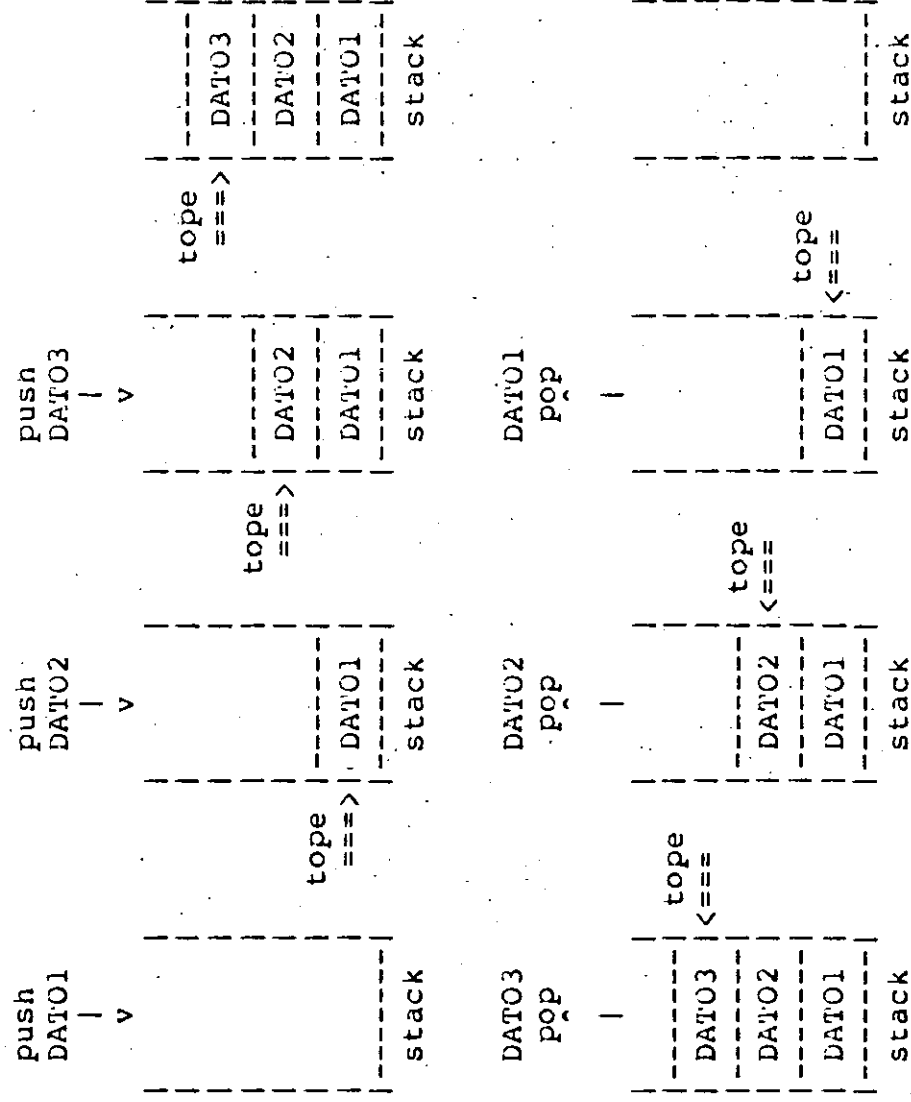 push push push
DATO1 DATO2 DATO3
| | |
v v v
tope
===>
DATO3
tope
===>
DATO2 DATO2
tope
===>
DATO1 DATO1 DATO1
stack stack stack stack
DATO3 DATO2 DATO1
pop pop pop
^ ^ ^
| | |
tope
<===
DATO3
tope
<===
DATO2 DATO2
tope
<===
DATO1 DATO1 DATO1
stack stack stack stack